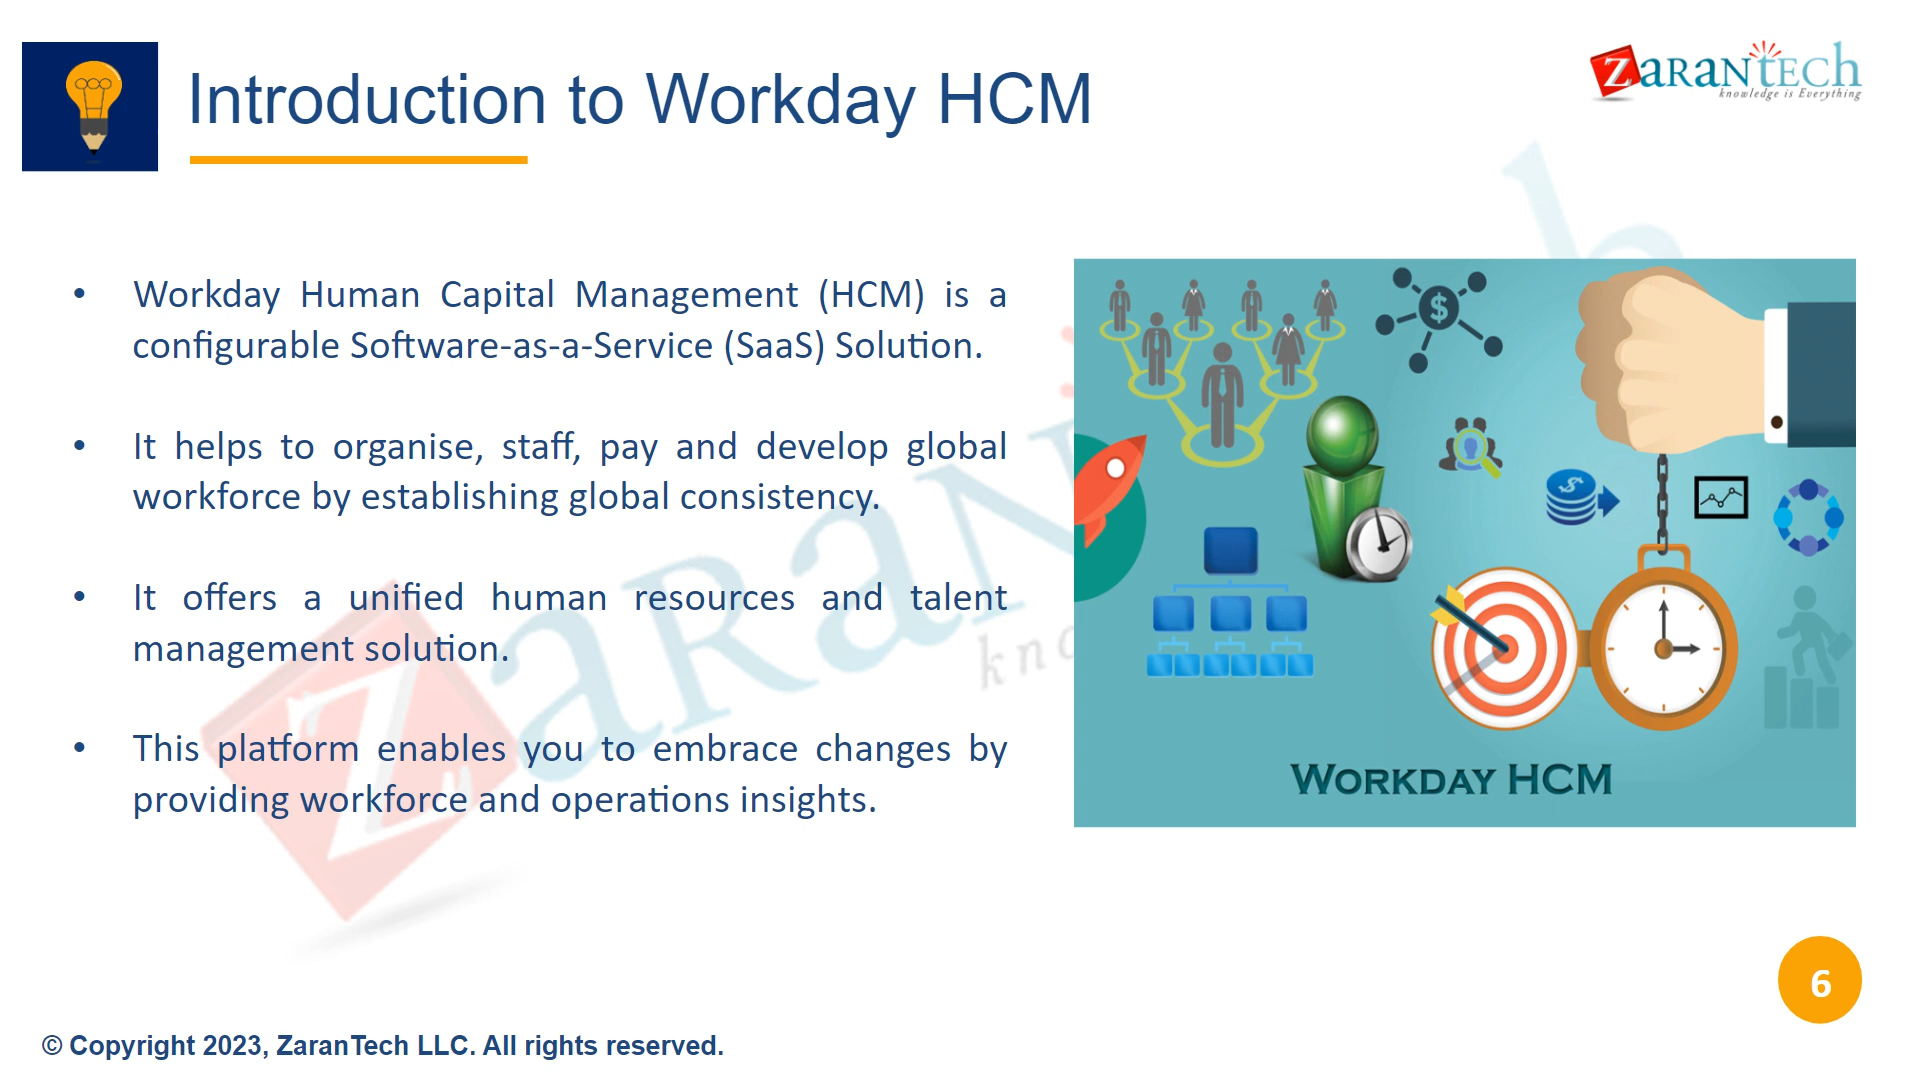 Introduction to Workday HCM
ZaranTech
knowledge is Everything
• Workday Human Capital Management (HCM) is a
configurable Software-as-a-Service (SaaS) Solution.
• It helps to organise, staff, pay and develop global
workforce by establishing global consistency.
• It offers a unified human resources and talent
management solution.
• This platform enables you to embrace changes by
providing workforce and operations insights.
$
$
Workday HCM
ZaraN
kno
6
© Copyright 2023, ZaranTech LLC. All rights reserved.